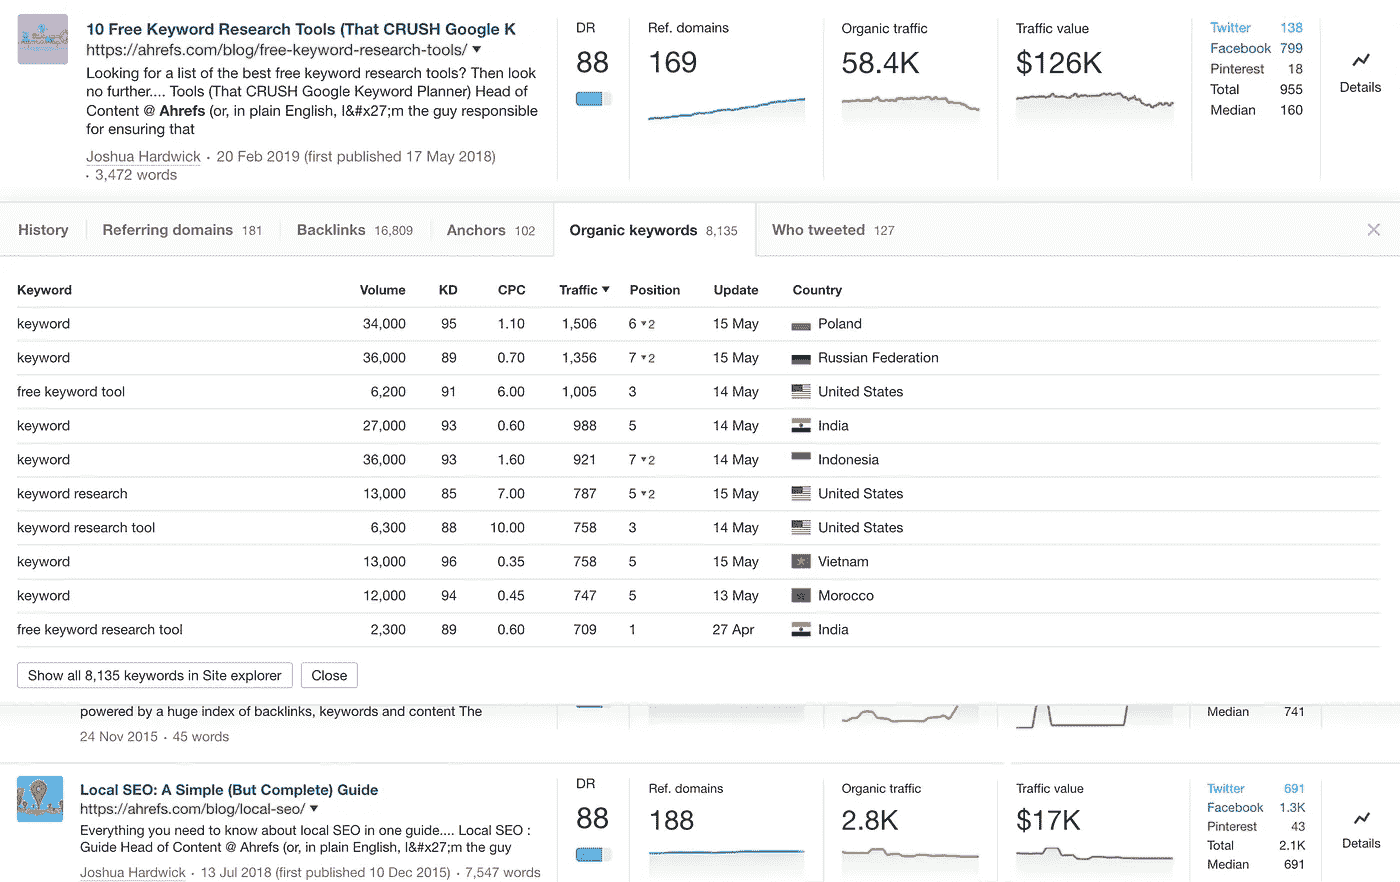 10 Free Keyword Research Tools (That CRUSH Google K
https://ahrefs.com/blog/free-keyword-research-tools/ ▼
Looking for a list of the best free keyword research tools? Then look
no further.... Tools (That CRUSH Google Keyword Planner) Head of
Content @ Ahrefs (or, in plain English, I&#x27;m the guy responsible
for ensuring that
Joshua Hardwick · 20 Feb 2019 (first published 17 May 2018)
· 3,472 words
DR
88
Ref. domains
169
Organic traffic
58.4K
Traffic value
$126K
Twitter 138
Facebook 799
Pinterest 18
Total 955
Median 160
Details
History Referring domains 181 Backlinks 16,809 Anchors 102 Organic keywords 8,135 Who tweeted 127 ×
Keyword Volume KD CPC Traffic ▼ Position Update Country
keyword 34,000 95 1.10 1,506 6 ▼2 15 May Poland
keyword 36,000 89 0.70 1,356 7 ▼2 15 May Russian Federation
free keyword tool 6,200 91 6.00 1,005 3 14 May United States
keyword 27,000 93 0.60 988 5 14 May India
keyword 36,000 93 1.60 921 7 ▼2 14 May Indonesia
keyword research 13,000 85 7.00 787 5 ▼2 15 May United States
keyword research tool 6,300 88 10.00 758 3 14 May United States
keyword 13,000 96 0.35 758 5 15 May Vietnam
keyword 12,000 94 0.45 747 5 13 May Morocco
free keyword research tool 2,300 89 0.60 709 1 27 Apr India
Show all 8,135 keywords in Site explorer Close
powered by a huge index of backlinks, keywords and content The
24 Nov 2015 · 45 words
Median 741
Local SEO: A Simple (But Complete) Guide
https://ahrefs.com/blog/local-seo/ ▼
Everything you need to know about local SEO in one guide.... Local SEO :
Guide Head of Content @ Ahrefs (or, in plain English, I&#x27;m the guy
Joshua Hardwick · 13 Jul 2018 (first published 10 Dec 2015) · 7,547 words
DR
88
Ref. domains
188
Organic traffic
2.8K
Traffic value
$17K
Twitter 691
Facebook 1.3K
Pinterest 43
Total 2.1K
Median 691
Details